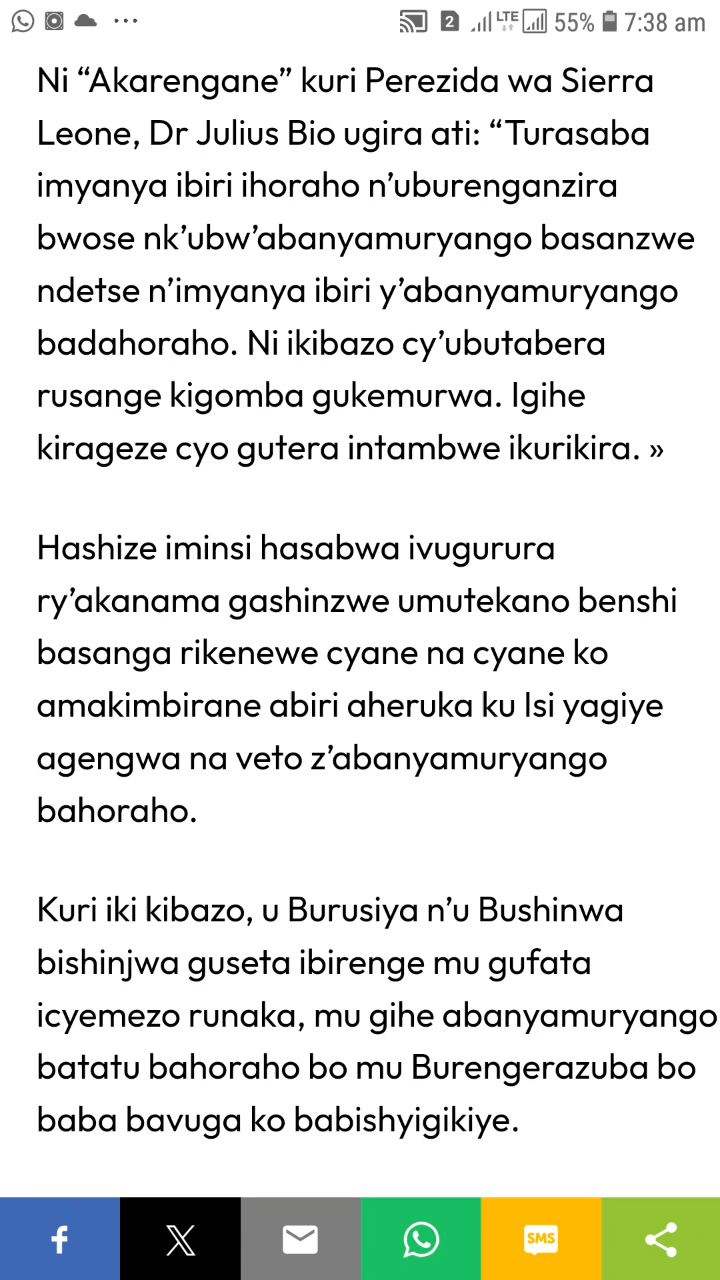 2 LTE 55% 7:38 am
Ni “Akarengane” kuri Perezida wa Sierra
Leone, Dr Julius Bio ugira ati: “Turasaba
imyanya ibiri ihoraho n’uburenganzira
bwose nk’ubw’abanyamuryango basanzwe
ndetse n’imyanya ibiri y’abanyamuryango
badahoraho. Ni ikibazo cy’ubutabera
rusange kigomba gukemurwa. Igihe
kirageze cyo gutera intambwe ikurikira. »
Hashize iminsi hasabwa ivugurura
ry’akanama gashinzwe umutekano benshi
basanga rikenewe cyane na cyane ko
amakimbirane abiri aheruka ku Isi yagiye
agengwa na veto z’abanyamuryango
bahoraho.
Kuri iki kibazo, u Burusiya n’u Bushinwa
bishinjwa guseta ibirenge mu gufata
icyemezo runaka, mu gihe abanyamuryango
batatu bahoraho bo mu Burengerazuba bo
baba bavuga ko babishyigikiye.
SMS